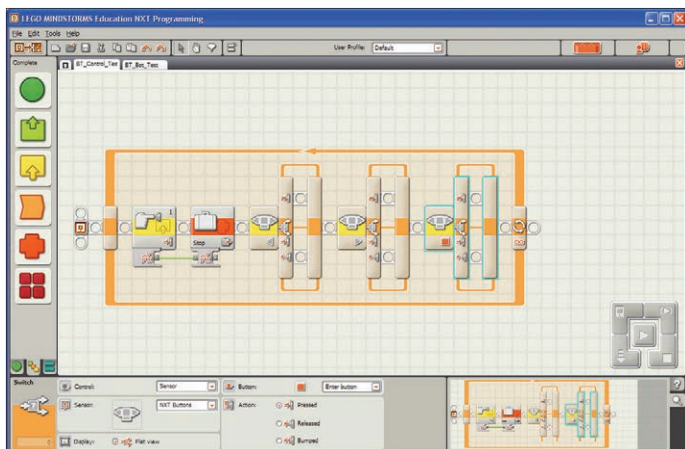 LEGO MINDSTORMS Education NXT Programming
File Edit Tools Help
User Profile: Default
Complete
BT_Control_Test
BT_Bot_Test
1
Stop
Switch
Control: Sensor
Button: Enter button
Sensor: NXT Buttons
Action: Pressed
Released
Display: Flat view
Bumped